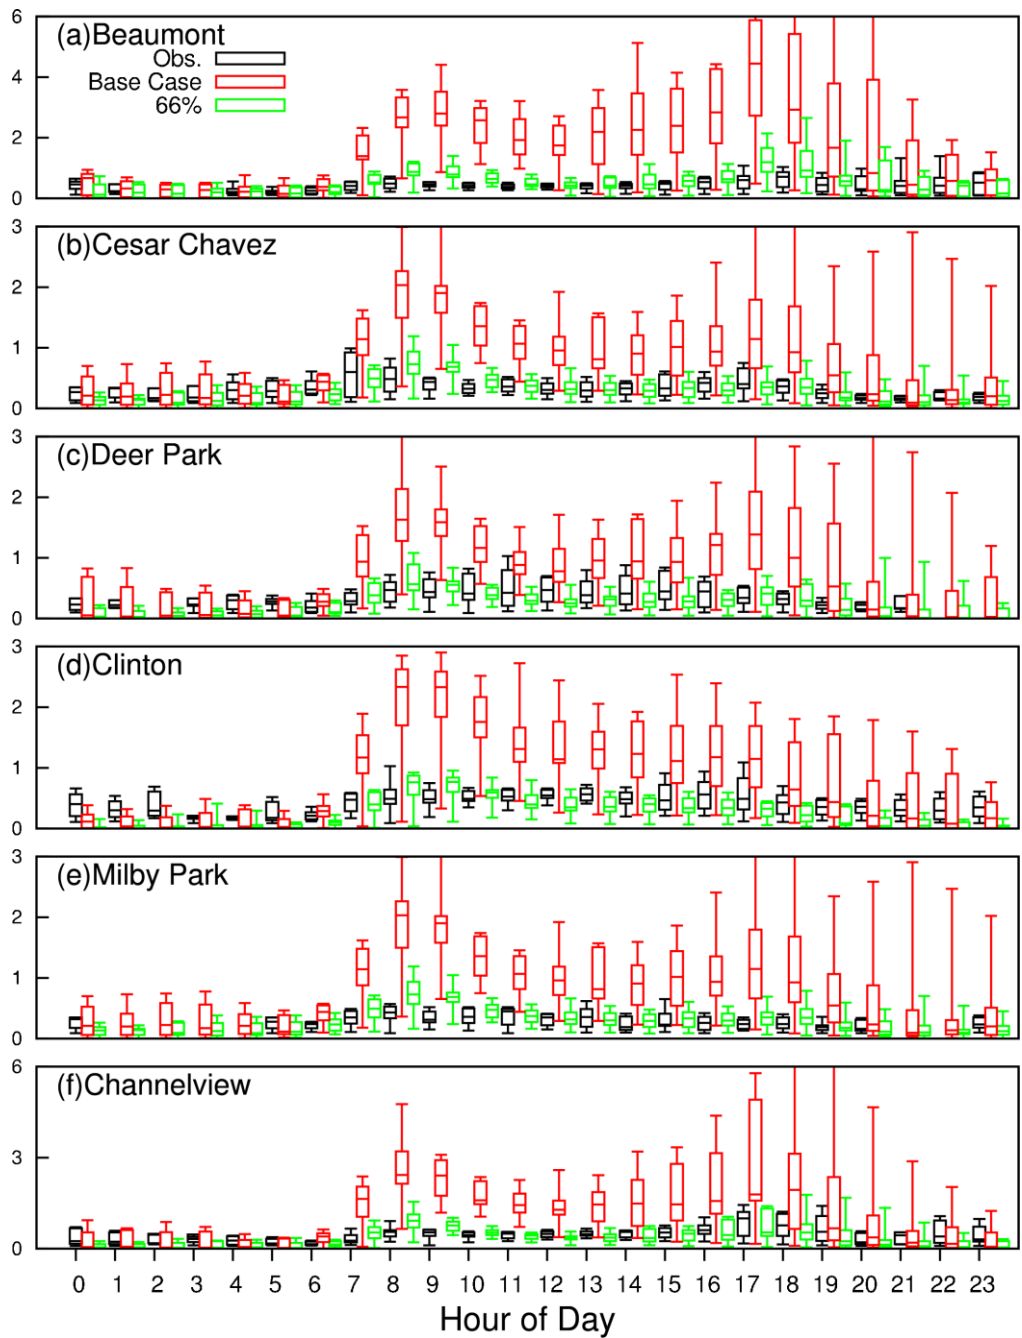 6
(a)Beaumont
Obs.
Base Case
66%
4
2
0
3
(b)Cesar Chavez
2
1
0
3
(c)Deer Park
2
1
0
3
(d)Clinton
2
1
0
3
(e)Milby Park
2
1
0
6
(f)Channelview
3
0
0 1 2 3 4 5 6 7 8 9 10 11 12 13 14 15 16 17 18 19 20 21 22 23
Hour of Day